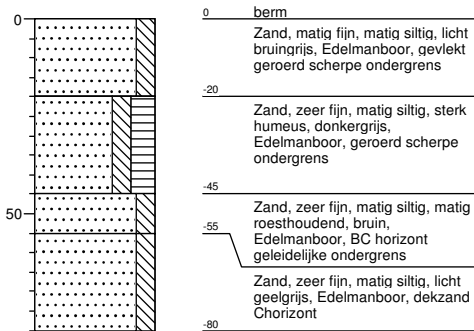 0
0 berm
Zand, matig fijn, matig siltig, licht
bruingrijs, Edelmanboor, gevlekt
geroerd scherpe ondergrens
-20
Zand, zeer fijn, matig siltig, sterk
humeus, donkergrijs,
Edelmanboor, geroerd scherpe
ondergrens
-45
Zand, zeer fijn, matig siltig, matig
roesthoudend, bruin,
Edelmanboor, BC horizont
geleidelijke ondergrens
50
-55
Zand, zeer fijn, matig siltig, licht
geelgrijs, Edelmanboor, dekzand
Chorizont
-80